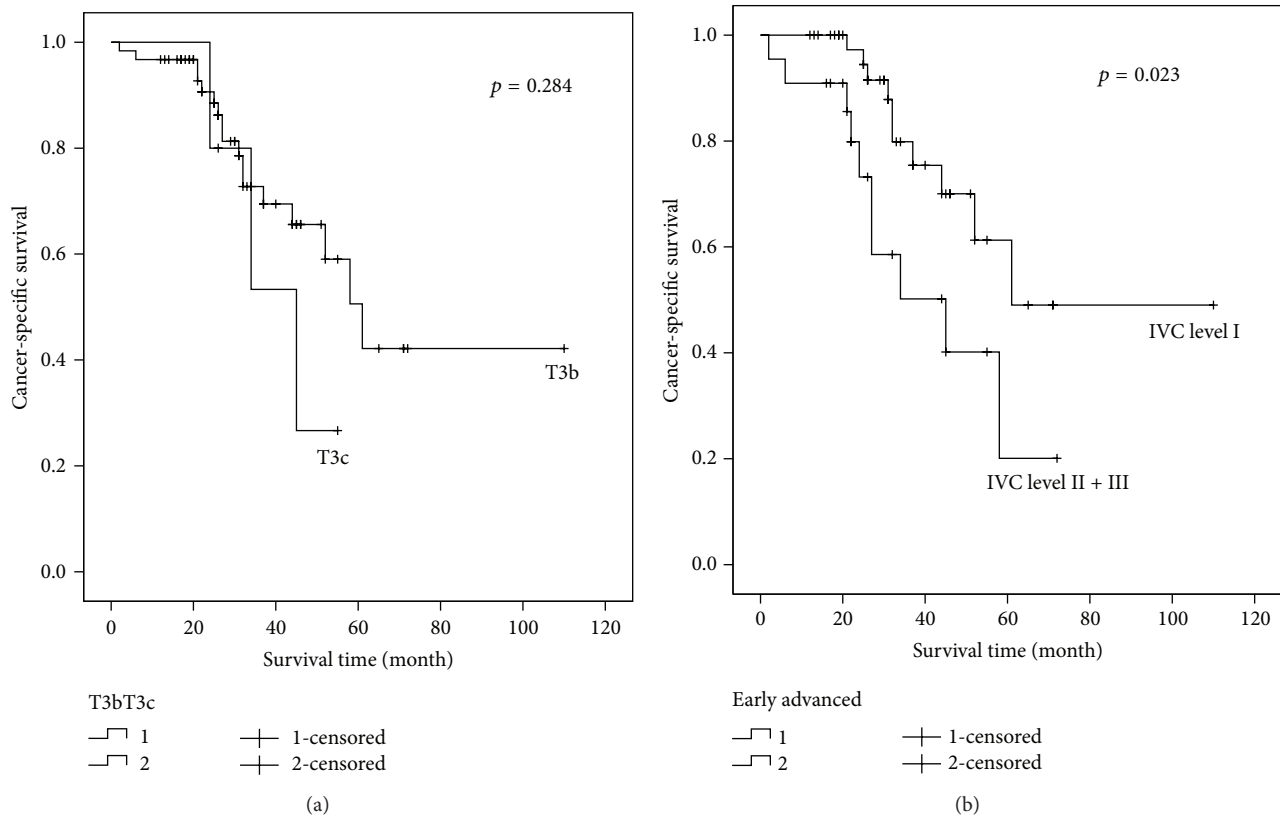 1.0
0.8
0.6
0.4
0.2
0.0
Cancer-specific survival
p = 0.284
T3b
T3c
0 20 40 60 80 100 120
Survival time (month)
T3bT3c
1 1-censored
2 2-censored
(a)
1.0
0.8
0.6
0.4
0.2
0.0
Cancer-specific survival
p = 0.023
IVC level I
IVC level II + III
0 20 40 60 80 100 120
Survival time (month)
Early advanced
1 1-censored
2 2-censored
(b)